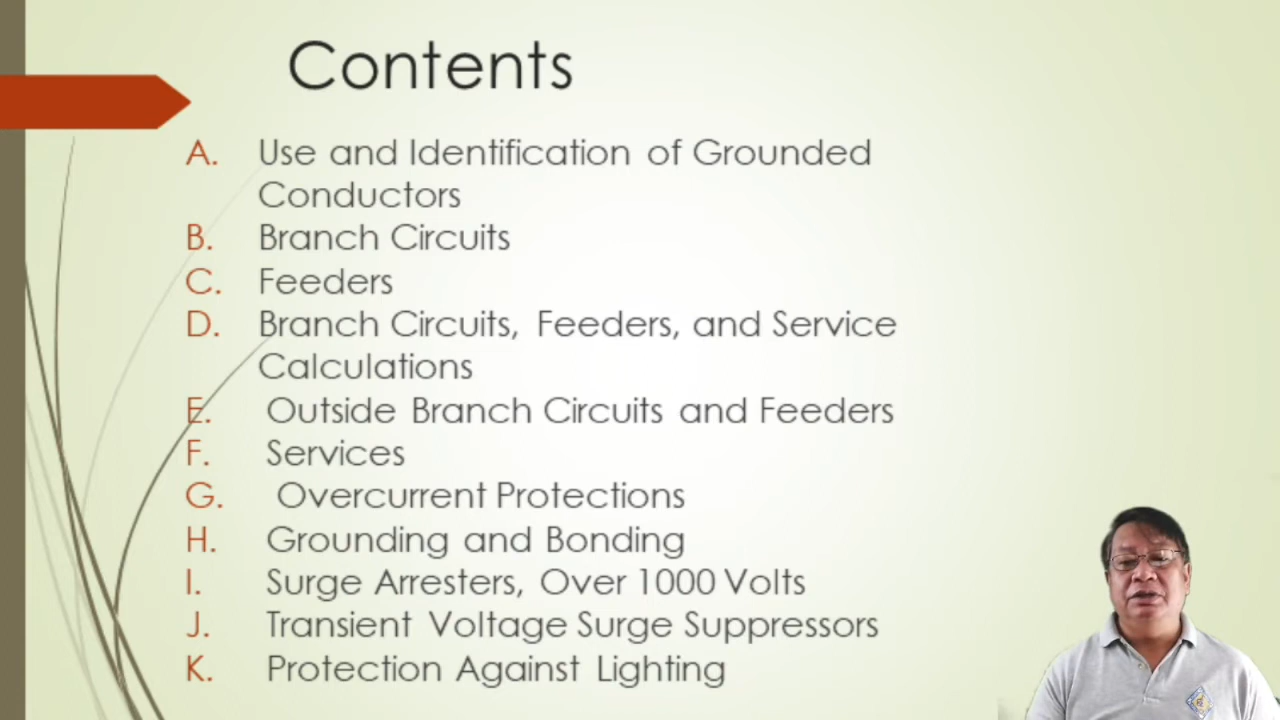 Contents
A. Use and Identification of Grounded
Conductors
B. Branch Circuits
C. Feeders
D. Branch Circuits, Feeders, and Service
Calculations
E. Outside Branch Circuits and Feeders
F. Services
G. Overcurrent Protections
H. Grounding and Bonding
I. Surge Arresters, Over 1000 Volts
J. Transient Voltage Surge Suppressors
K. Protection Against Lighting